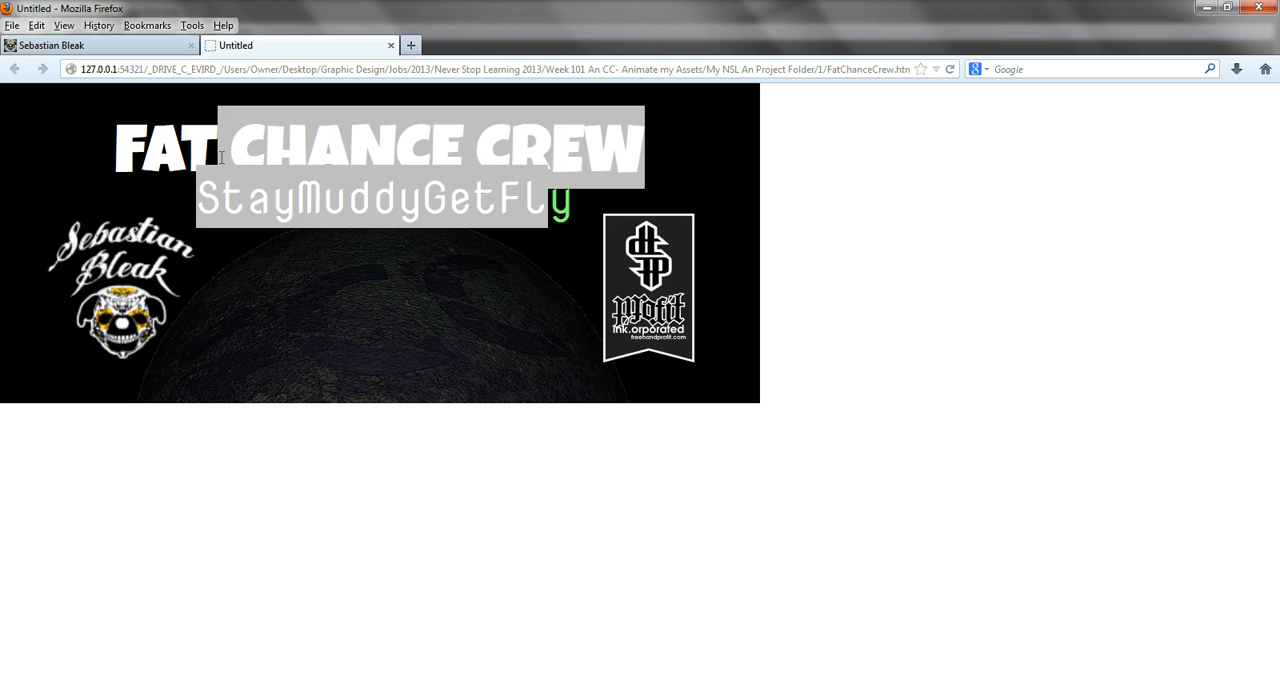 Untitled - Mozilla Firefox
File Edit View History Bookmarks Tools Help
Sebastian Bleak
Untitled
127.0.0.1:54321/_DRIVE_C_EVIRD_/Users/Owner/Desktop/Graphic Design/Jobs/2013/Never Stop Learning 2013/Week 101 An CC- Animate my Assets/My NSL An Project Folder/1/FatChanceCrew.htn
Google
FAT CHANCE CREW
StayMuddyGetFly
Sebastian
Bleak
profit
ink.orporated
freehandprofit.com